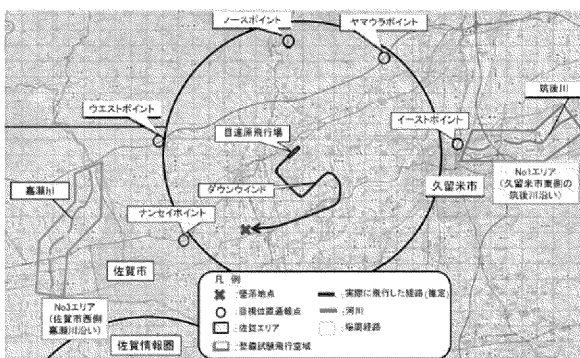 ノースポイント
ヤマウラポイント
筑後川
ウエストポイント
イーストポイント
目達原飛行場
No1エリア
(久留米市東側の
筑後川沿い)
久留米市
嘉瀬川
ダウンウインド
ナンセイポイント
佐賀市
No3エリア
(佐賀市西側
嘉瀬川沿い)
佐賀情報圏
凡 例
:墜落地点
:目視位置通報点
:佐賀エリア
:整備試験飛行空域
:実際に飛行した経路(推定)
:河川
:場周経路